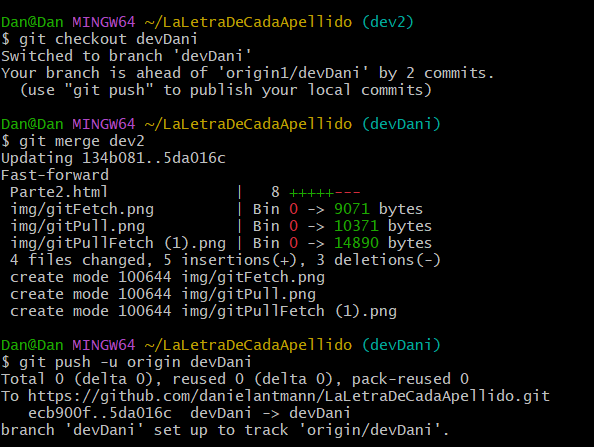 Dan@Dan MINGW64 ~/LaLetraDeCadaApellido (dev2)
$ git checkout devDani
Switched to branch 'devDani'
Your branch is ahead of 'origin1/devDani' by 2 commits.
  (use "git push" to publish your local commits)
Dan@Dan MINGW64 ~/LaLetraDeCadaApellido (devDani)
$ git merge dev2
Updating 134b081..5da016c
Fast-forward
 Parte2.html              |   8 +++++---
 img/gitFetch.png         | Bin 0 -> 9071 bytes
 img/gitPull.png          | Bin 0 -> 10371 bytes
 img/gitPullFetch (1).png | Bin 0 -> 14890 bytes
 4 files changed, 5 insertions(+), 3 deletions(-)
 create mode 100644 img/gitFetch.png
 create mode 100644 img/gitPull.png
 create mode 100644 img/gitPullFetch (1).png
Dan@Dan MINGW64 ~/LaLetraDeCadaApellido (devDani)
$ git push -u origin devDani
Total 0 (delta 0), reused 0 (delta 0), pack-reused 0
To https://github.com/danielantmann/LaLetraDeCadaApellido.git
   ecb900f..5da016c  devDani -> devDani
branch 'devDani' set up to track 'origin/devDani'.